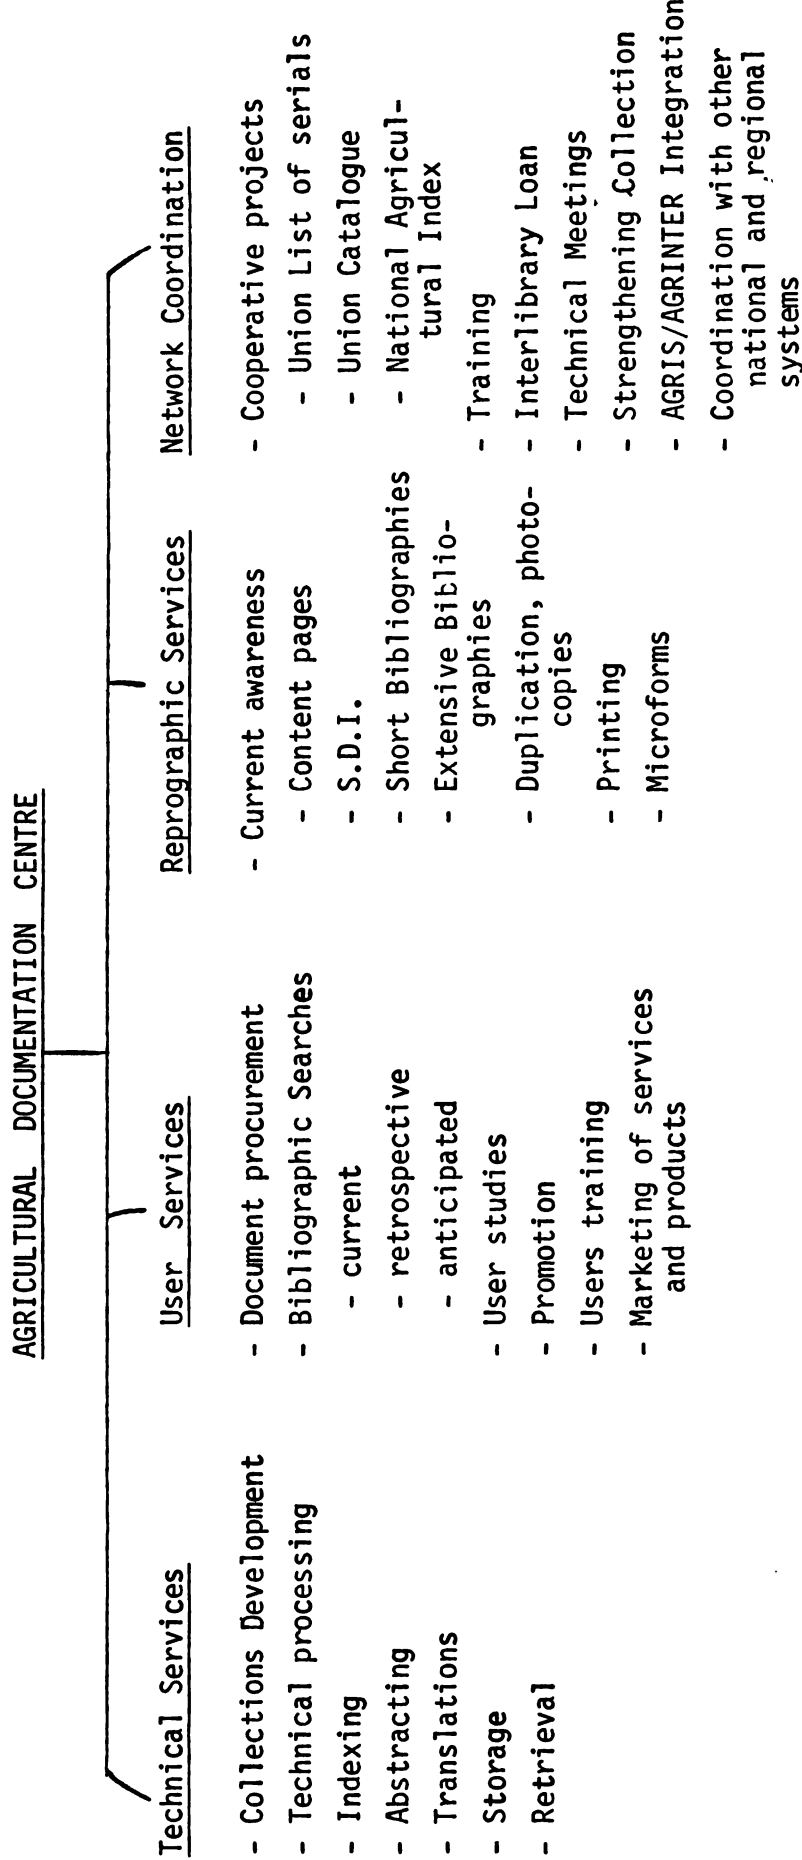 AGRICULTURAL DOCUMENTATION CENTRE
Technical Services
- Collections Development
- Technical processing
- Indexing
- Abstracting
- Translations
- Storage
- Retrieval
User Services
- Document procurement
- Bibliographic Searches
- current
- retrospective
- anticipated
- User studies
- Promotion
- Users training
- Marketing of services
and products
Reprographic Services
- Current awareness
- Content pages
- S.D.I.
- Short Bibliographies
- Extensive Biblio-
graphies
- Duplication, photo-
copies
- Printing
- Microforms
Network Coordination
- Cooperative projects
- Union List of serials
- Union Catalogue
- National Agricul-
tural Index
- Training
- Interlibrary Loan
- Technical Meetings
- Strengthening Collection
- AGRIS/AGRINTER Integration
- Coordination with other
national and regional
systems